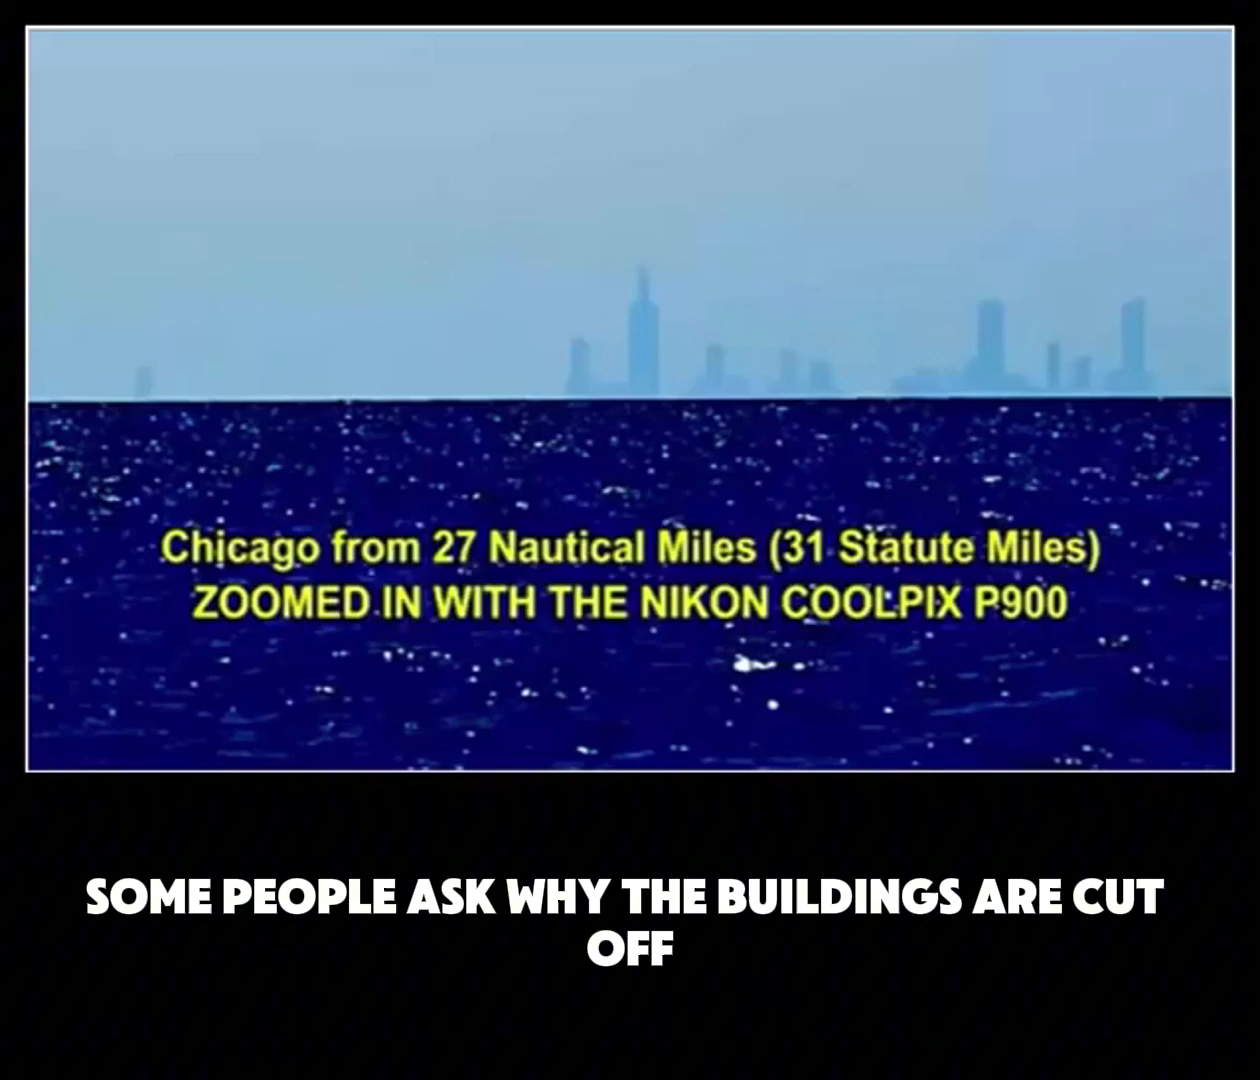 Chicago from 27 Nautical Miles (31 Statute Miles)
ZOOMED IN WITH THE NIKON COOLPIX P900
SOME PEOPLE ASK WHY THE BUILDINGS ARE CUT
OFF